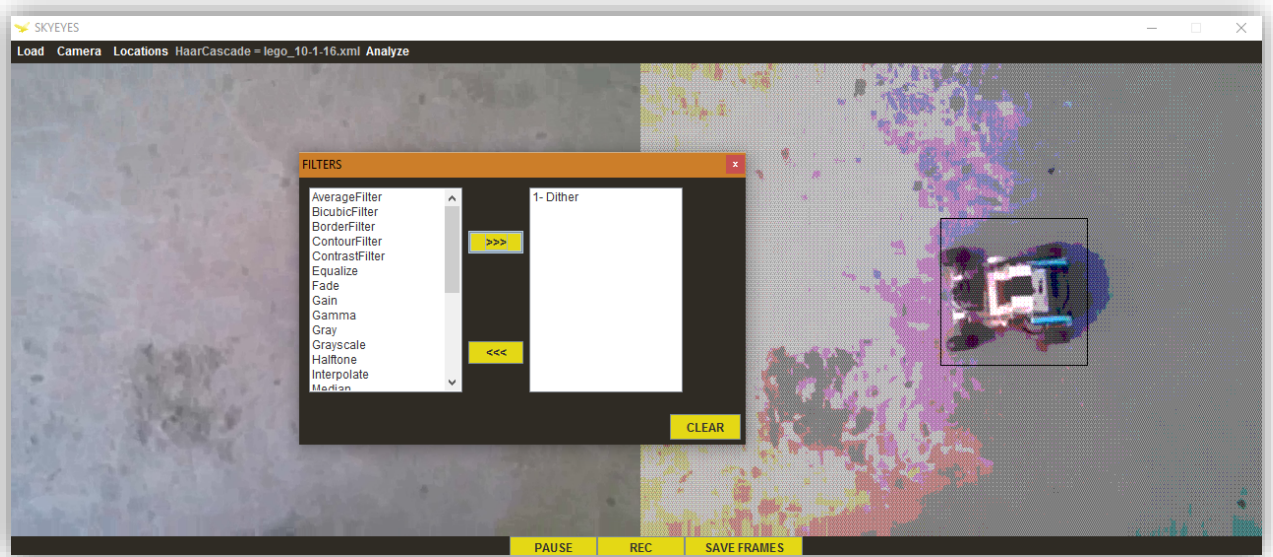 SKYEYES
Load Camera Locations HaarCascade = lego_10-1-16.xml Analyze
FILTERS
x
AverageFilter
BicubicFilter
BorderFilter
ContourFilter
ContrastFilter
Equalize
Fade
Gain
Gamma
Gray
Grayscale
Halftone
Interpolate
Median
>>>
<<<
1- Dither
CLEAR
PAUSE REC SAVE FRAMES